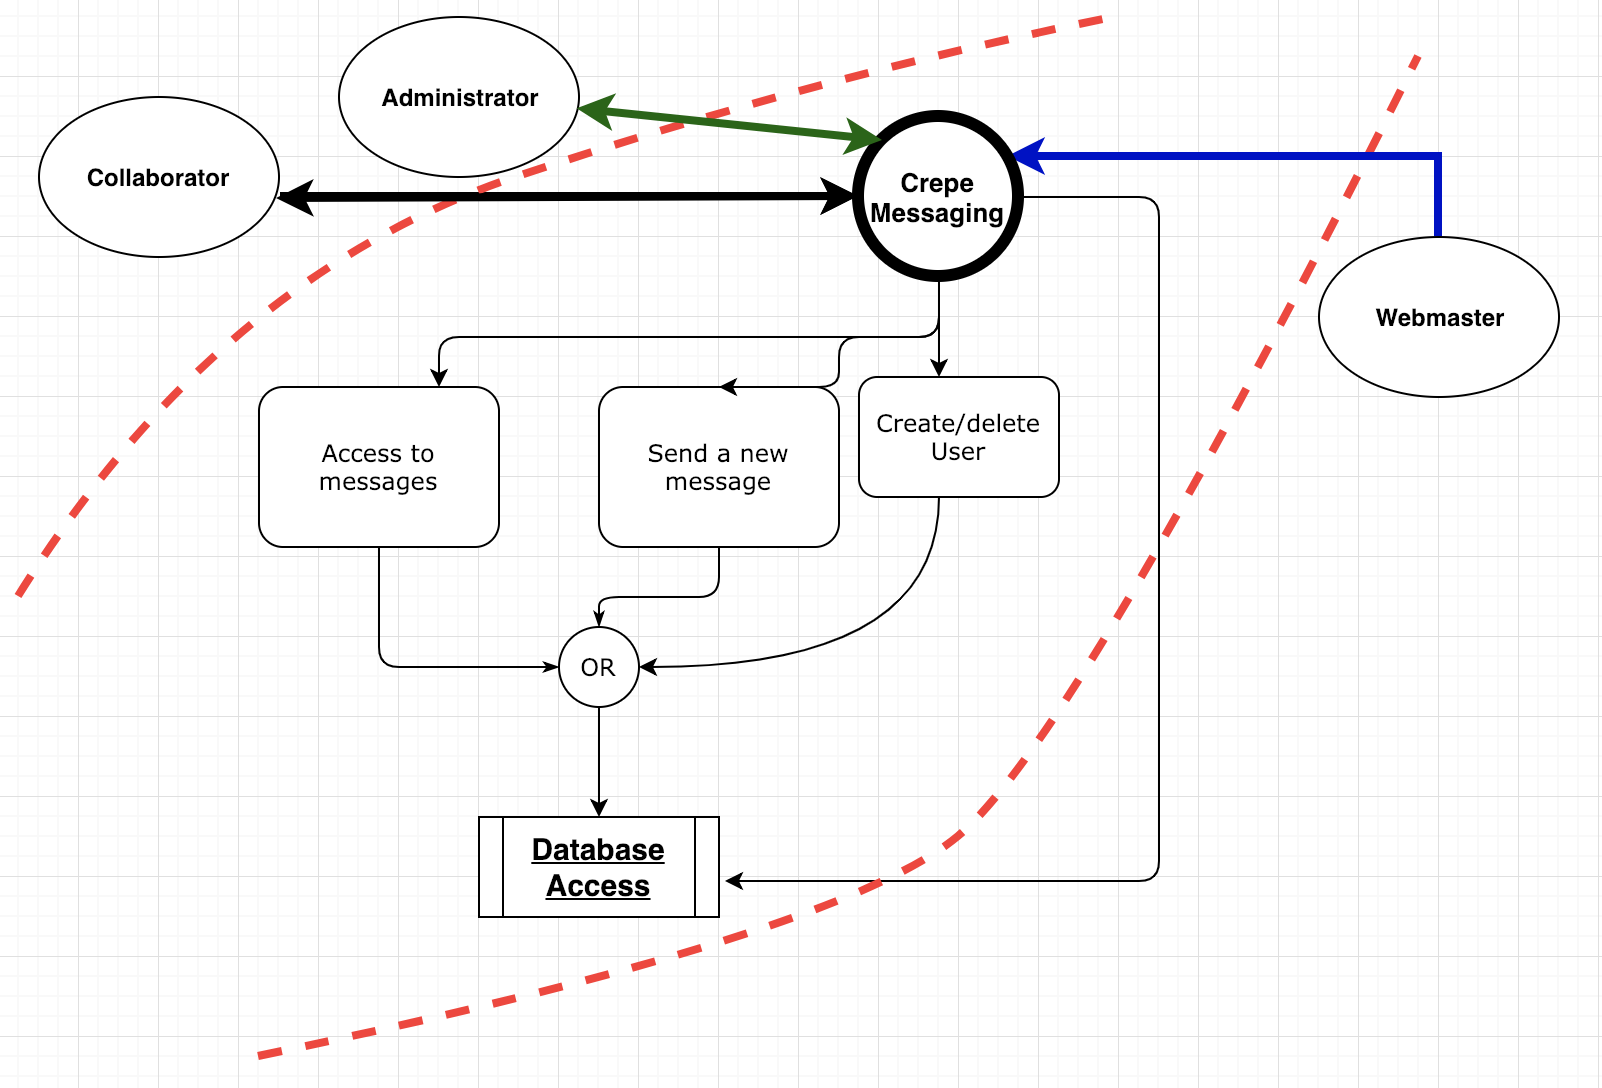 Administrator
Collaborator
Crepe
Messaging
Webmaster
Access to
messages
Send a new
message
Create/delete
User
OR
Database
Access